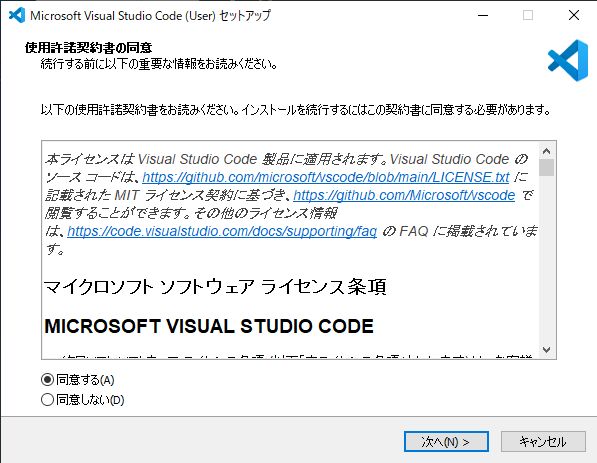 Microsoft Visual Studio Code (User) セットアップ
使用許諾契約書の同意
続行する前に以下の重要な情報をお読みください。
以下の使用許諾契約書をお読みください。インストールを続行するにはこの契約書に同意する必要があります。
本ライセンスは Visual Studio Code 製品に適用されます。Visual Studio Code の
ソース コードは、https://github.com/microsoft/vscode/blob/main/LICENSE.txt に
記載された MIT ライセンス契約に基づき、https://github.com/Microsoft/vscode で
閲覧することができます。その他のライセンス情報
は、https://code.visualstudio.com/docs/supporting/faq の FAQ に掲載されていま
す。
マイクロソフト ソフトウェア ライセンス条項
MICROSOFT VISUAL STUDIO CODE
同意する(A)
同意しない(D)
次へ(N) >
キャンセル